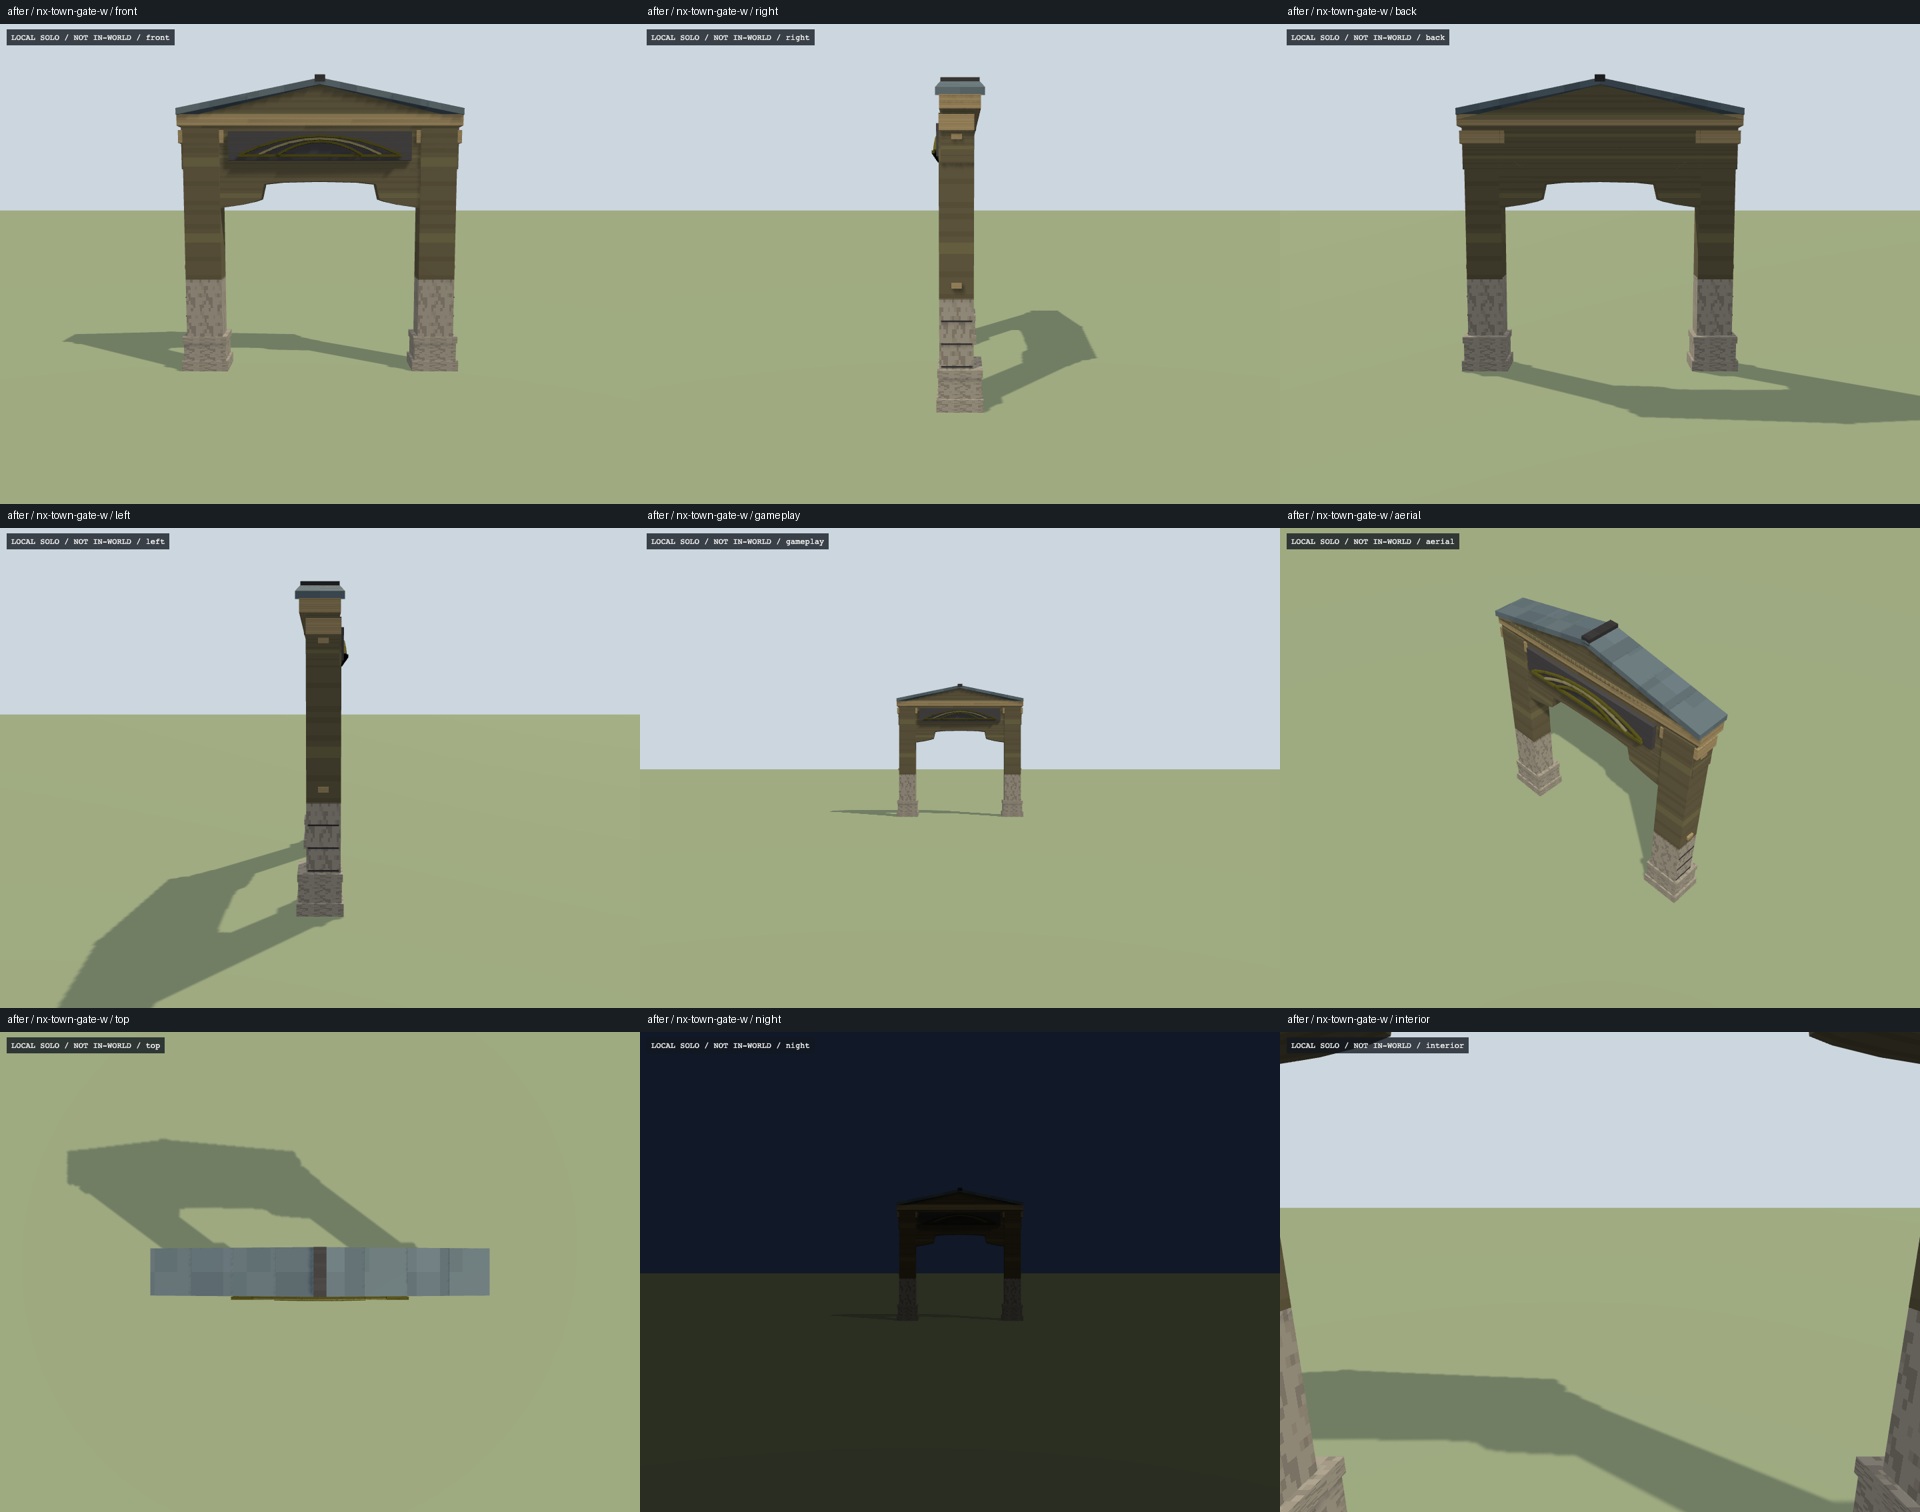 after / nx-town-gate-w / front
after / nx-town-gate-w / right
after / nx-town-gate-w / back
LOCAL SOLO / NOT IN-WORLD / front
LOCAL SOLO / NOT IN-WORLD / right
LOCAL SOLO / NOT IN-WORLD / back
after / nx-town-gate-w / left
after / nx-town-gate-w / gameplay
after / nx-town-gate-w / aerial
LOCAL SOLO / NOT IN-WORLD / left
LOCAL SOLO / NOT IN-WORLD / gameplay
LOCAL SOLO / NOT IN-WORLD / aerial
after / nx-town-gate-w / top
after / nx-town-gate-w / night
after / nx-town-gate-w / interior
LOCAL SOLO / NOT IN-WORLD / top
LOCAL SOLO / NOT IN-WORLD / night
LOCAL SOLO / NOT IN-WORLD / interior